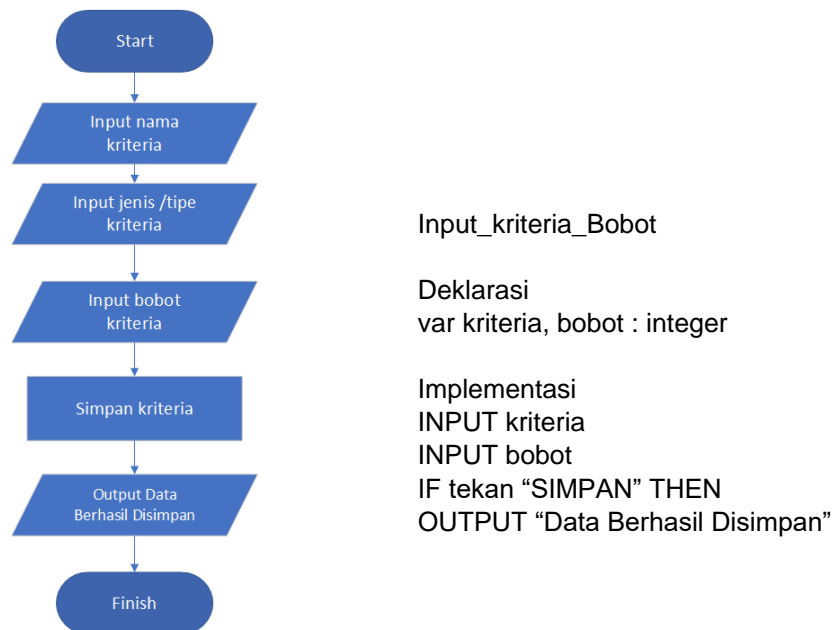 Start
Input nama
kriteria
Input jenis /tipe
kriteria
Input bobot
kriteria
Simpan kriteria
Output Data
Berhasil Disimpan
Finish
Input_kriteria_Bobot
Deklarasi
var kriteria, bobot : integer
Implementasi
INPUT kriteria
INPUT bobot
IF tekan “SIMPAN” THEN
OUTPUT “Data Berhasil Disimpan”